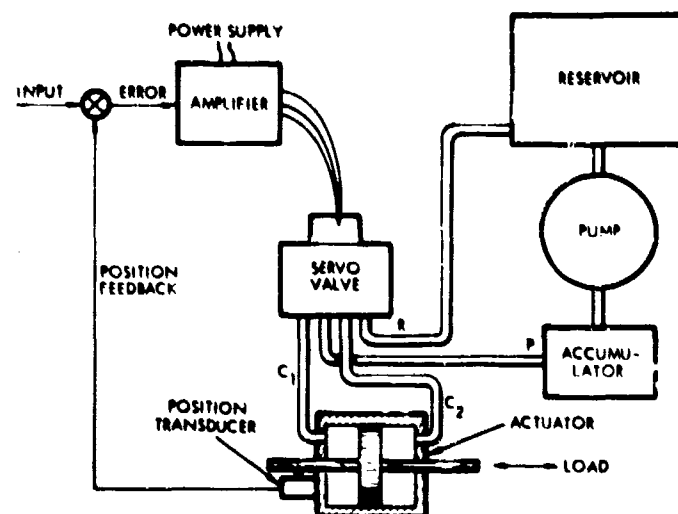 POWER SUPPLY
INPUT
ERROR
AMPLIFIER
RESERVOIR
PUMP
SERVO
VALVE
POSITION
FEEDBACK
R
P
ACCUMU-
LATOR
C1
C2
POSITION
TRANSDUCER
ACTUATOR
LOAD